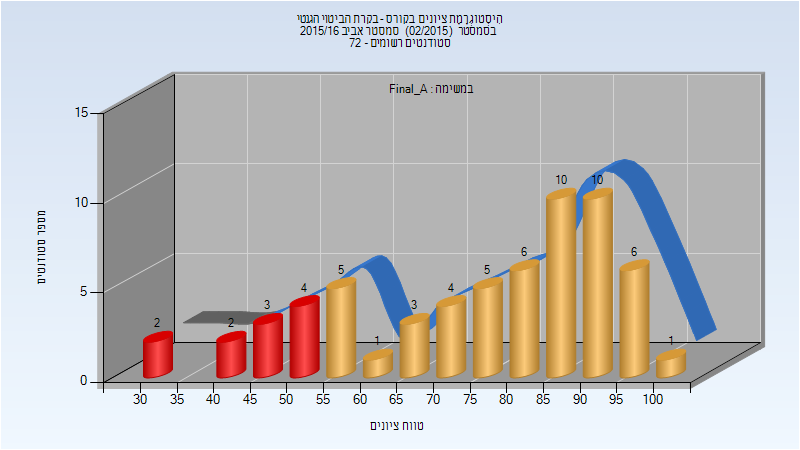 היסטוגרמת ציונים בקורס - בקרת הביטוי הגנטי
בסמסטר (02/2015) סמסטר אביב 2015/16
סטודנטים רשומים - 72
במשימה : Final_A
מספר סטודנטים
15
10
5
0
2
2
3
4
5
1
3
4
5
6
10
10
6
1
30 35 40 45 50 55 60 65 70 75 80 85 90 95 100
טווח ציונים